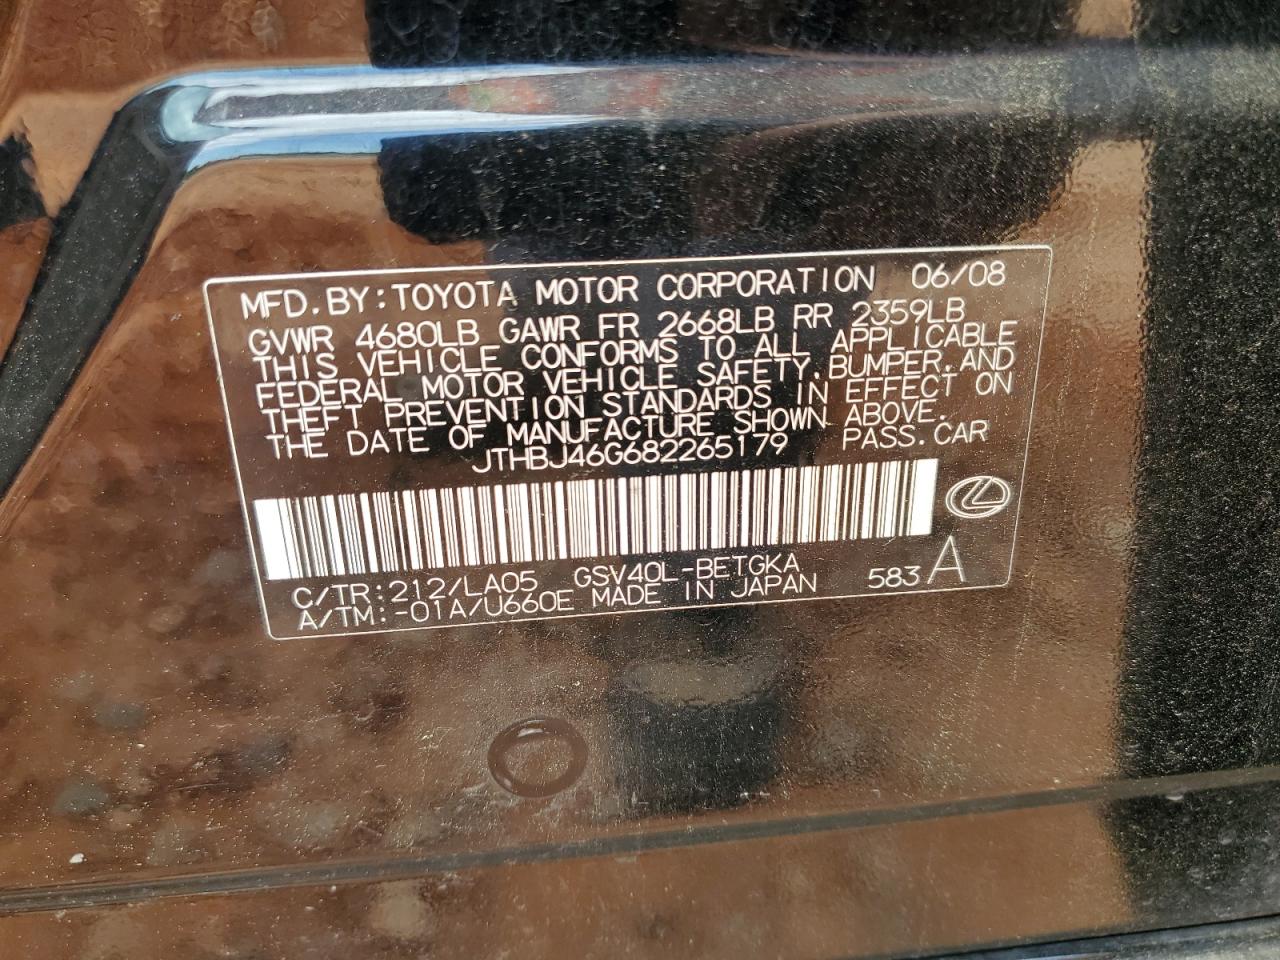 MFD. BY: TOYOTA MOTOR CORPORATION 06/08
GVWR 4680LB GAWR FR 2668LB RR 2359LB
THIS VEHICLE CONFORMS TO ALL APPLICABLE
FEDERAL MOTOR VEHICLE SAFETY, BUMPER, AND
THEFT PREVENTION STANDARDS IN EFFECT ON
THE DATE OF MANUFACTURE SHOWN ABOVE.
JTHBJ46G682265179 PASS. CAR
C/TR: 212/LA05 GSV40L-BETGKA 583 A
A/TM: -01A/U660E MADE IN JAPAN